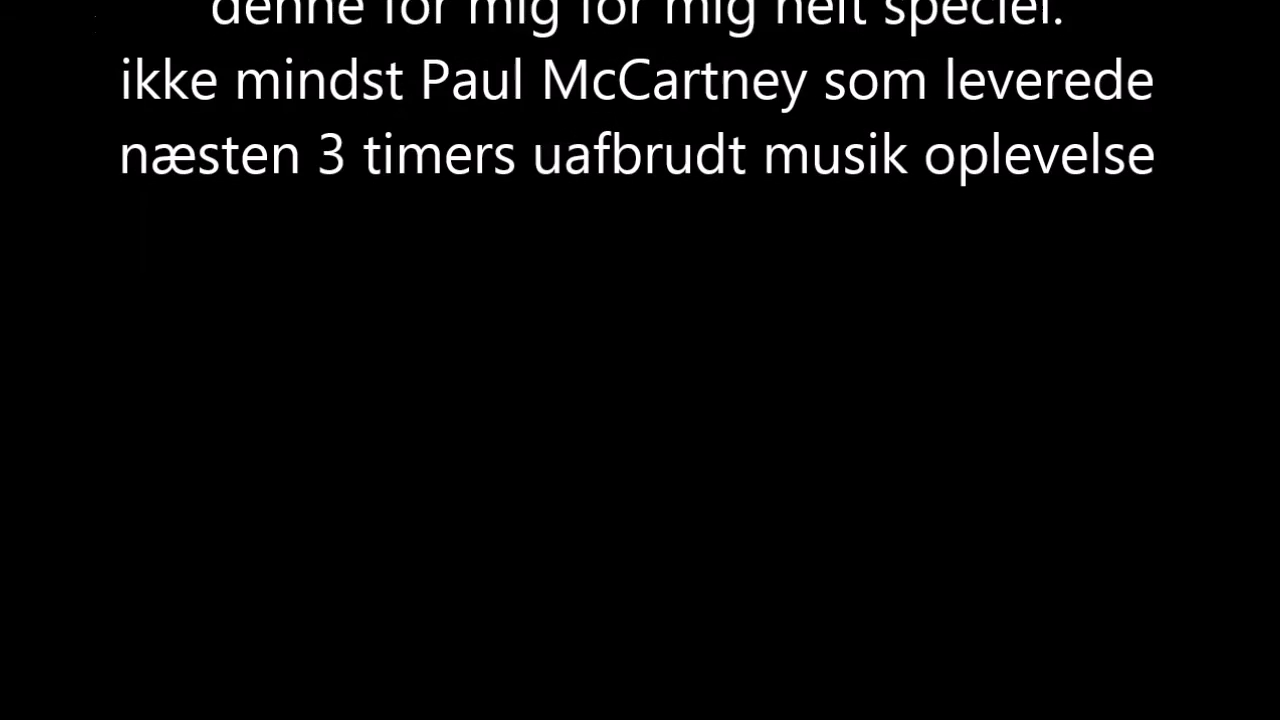 denne for mig for mig helt speciel.
ikke mindst Paul McCartney som leverede
næsten 3 timers uafbrudt musik oplevelse